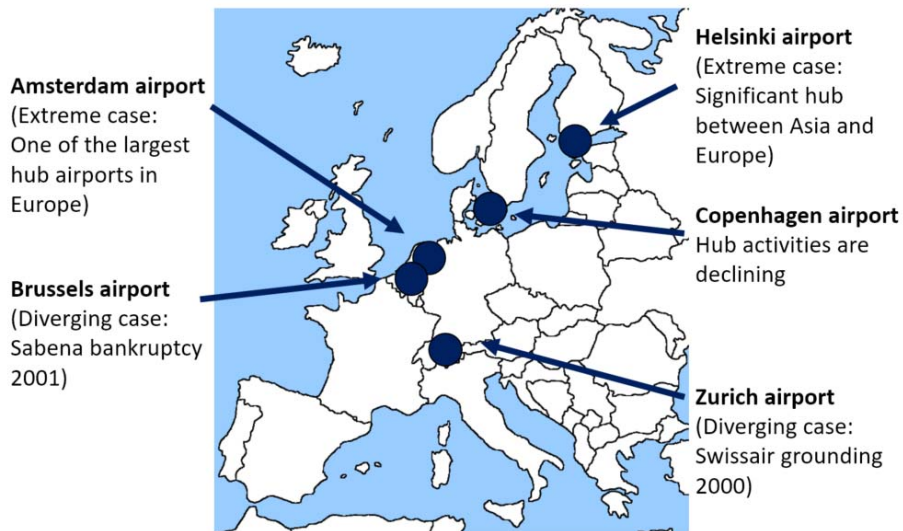 Amsterdam airport
(Extreme case:
One of the largest
hub airports in
Europe)
Brussels airport
(Diverging case:
Sabena bankruptcy
2001)
Helsinki airport
(Extreme case:
Significant hub
between Asia and
Europe)
Copenhagen airport
Hub activities are
declining
Zurich airport
(Diverging case:
Swissair grounding
2000)